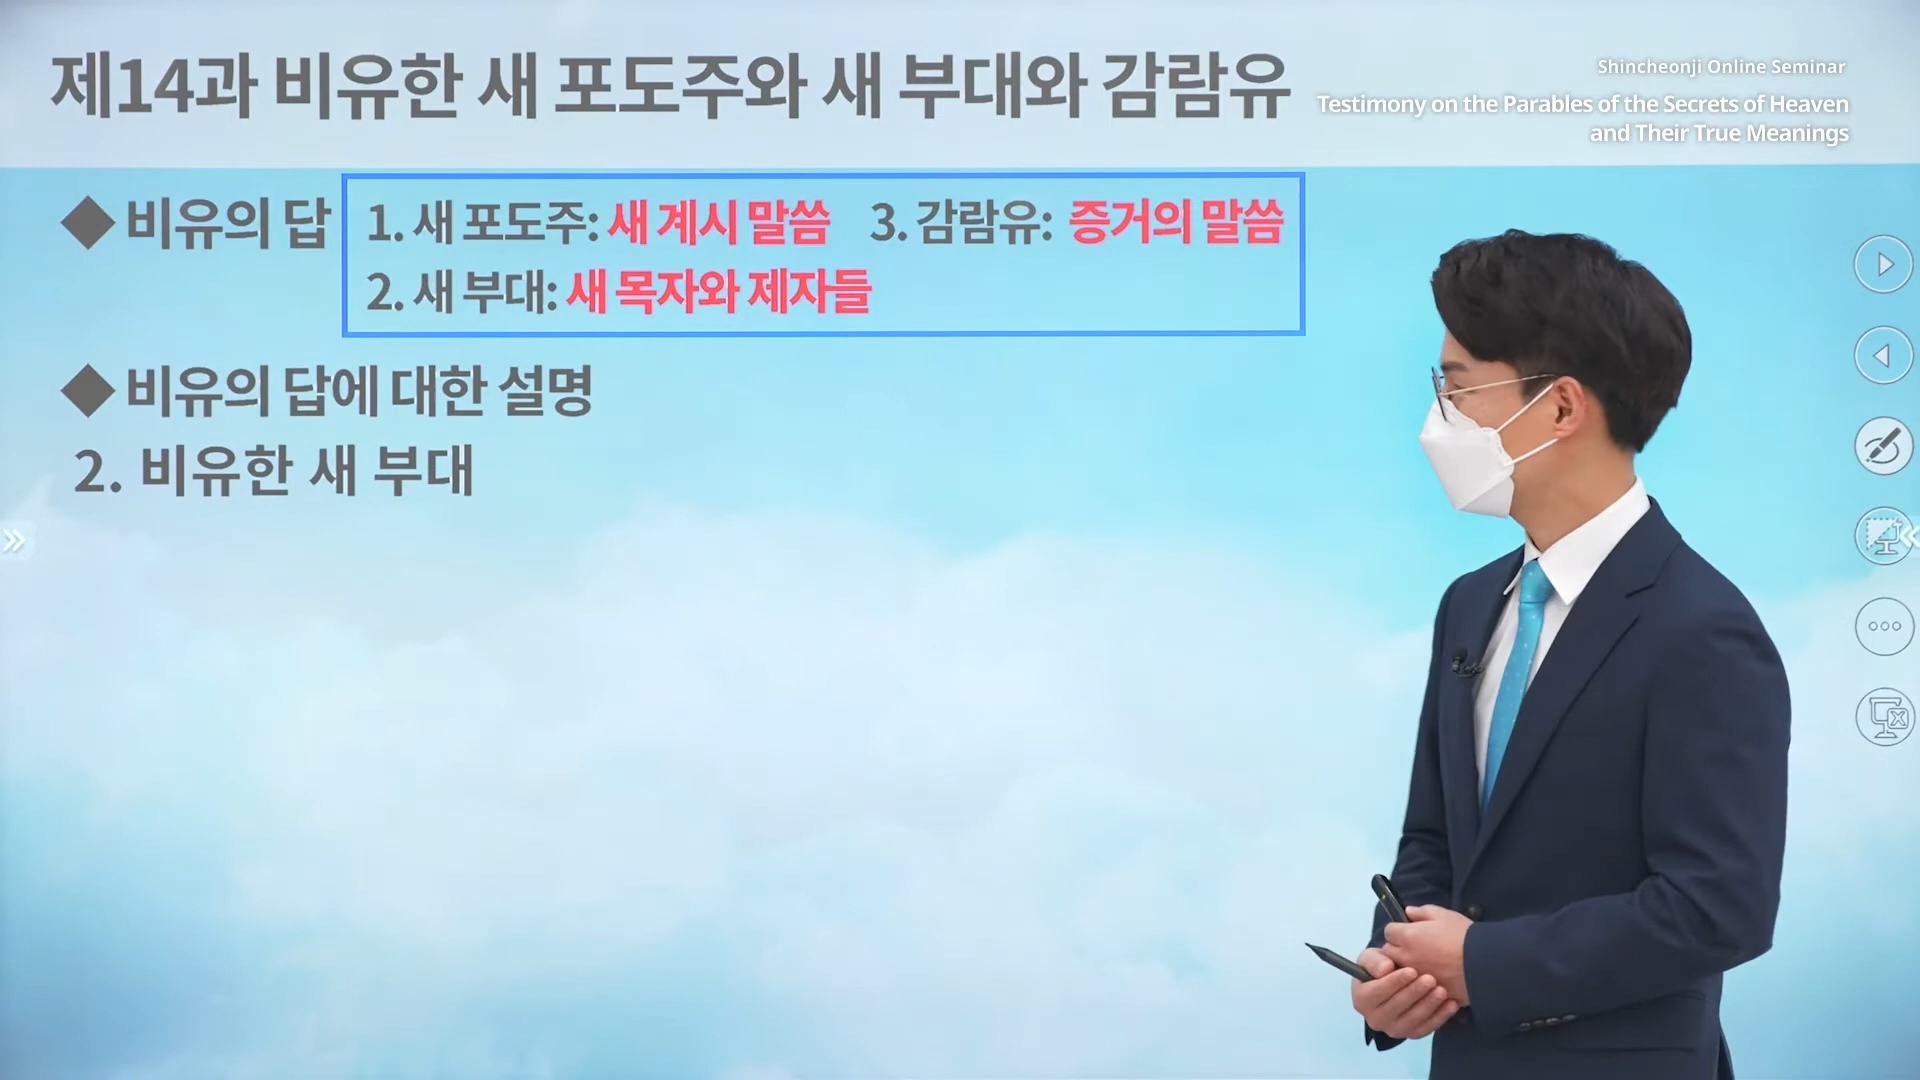 제14과 비유한 새 포도주와 새 부대와 감람유
Shincheonji Online Seminar
Testimony on the Parables of the Secrets of Heaven
and Their True Meanings
◆ 비유의 답
1. 새 포도주: 새 계시 말씀 3. 감람유: 증거의 말씀
2. 새 부대: 새 목자와 제자들
◆ 비유의 답에 대한 설명
2. 비유한 새 부대